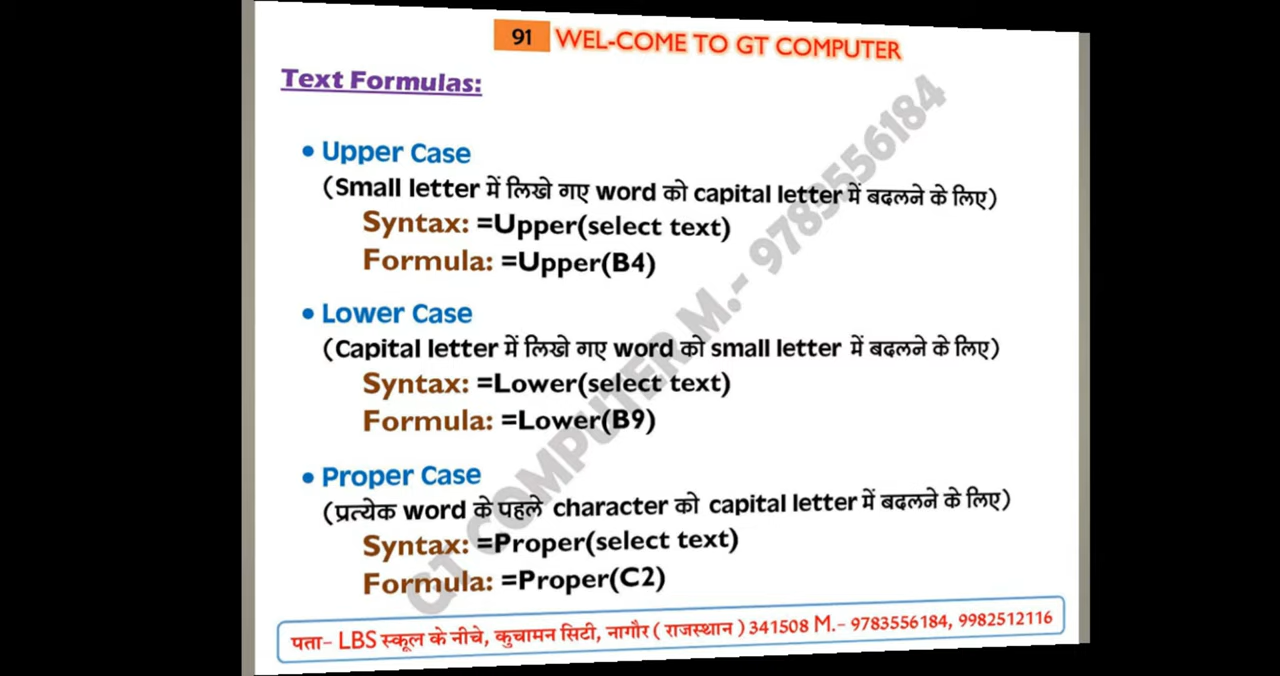 91 WEL-COME TO GT COMPUTER
Text Formulas:
• Upper Case
(Small letter में लिखे गए word को capital letter में बदलने के लिए)
Syntax: =Upper(select text)
Formula: =Upper(B4)
• Lower Case
(Capital letter में लिखे गए word को small letter में बदलने के लिए)
Syntax: =Lower(select text)
Formula: =Lower(B9)
• Proper Case
(प्रत्येक word के पहले character को capital letter में बदलने के लिए)
Syntax: =Proper(select text)
Formula: =Proper(C2)
GT COMPUTER M.- 9783556184
पता- LBS स्कूल के नीचे, कुचामन सिटी, नागौर ( राजस्थान ) 341508 M.- 9783556184, 9982512116